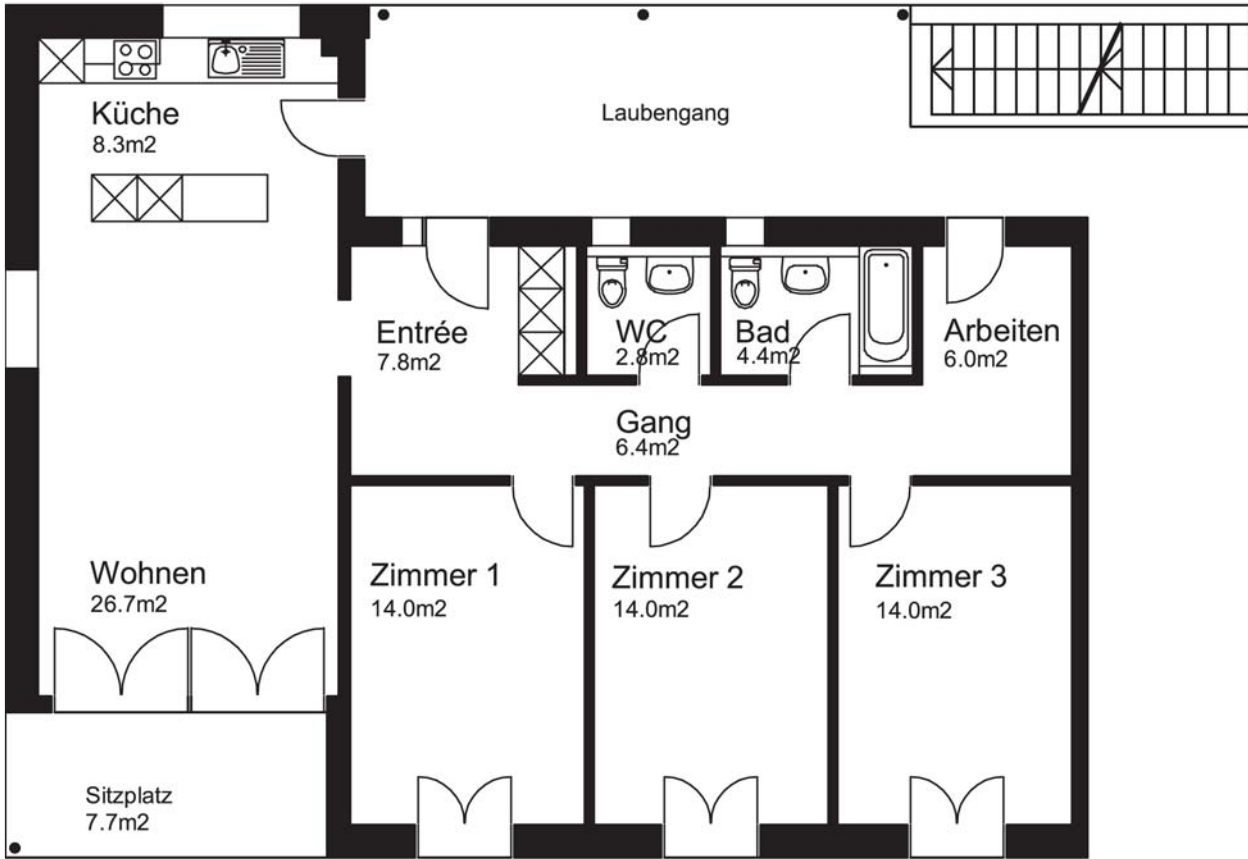 Küche
8.3m2
Laubengang
Entrée
7.8m2
WC
2.8m2
Bad
4.4m2
Arbeiten
6.0m2
Gang
6.4m2
Wohnen
26.7m2
Zimmer 1
14.0m2
Zimmer 2
14.0m2
Zimmer 3
14.0m2
Sitzplatz
7.7m2